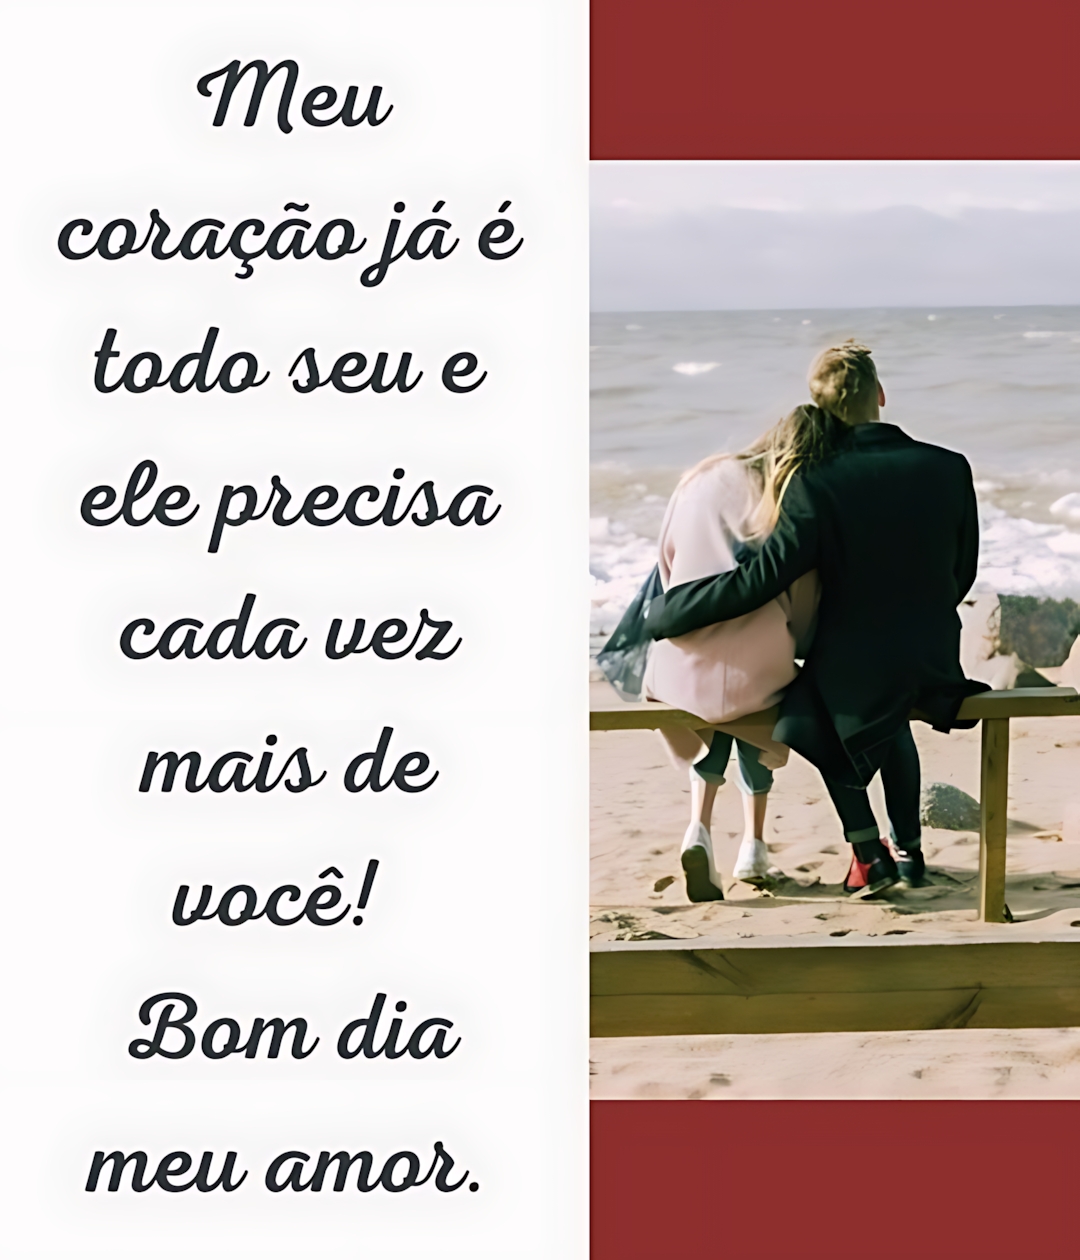 Meu
coração já é
todo seu e
ele precisa
cada vez
mais de
você!
Bom dia
meu amor.